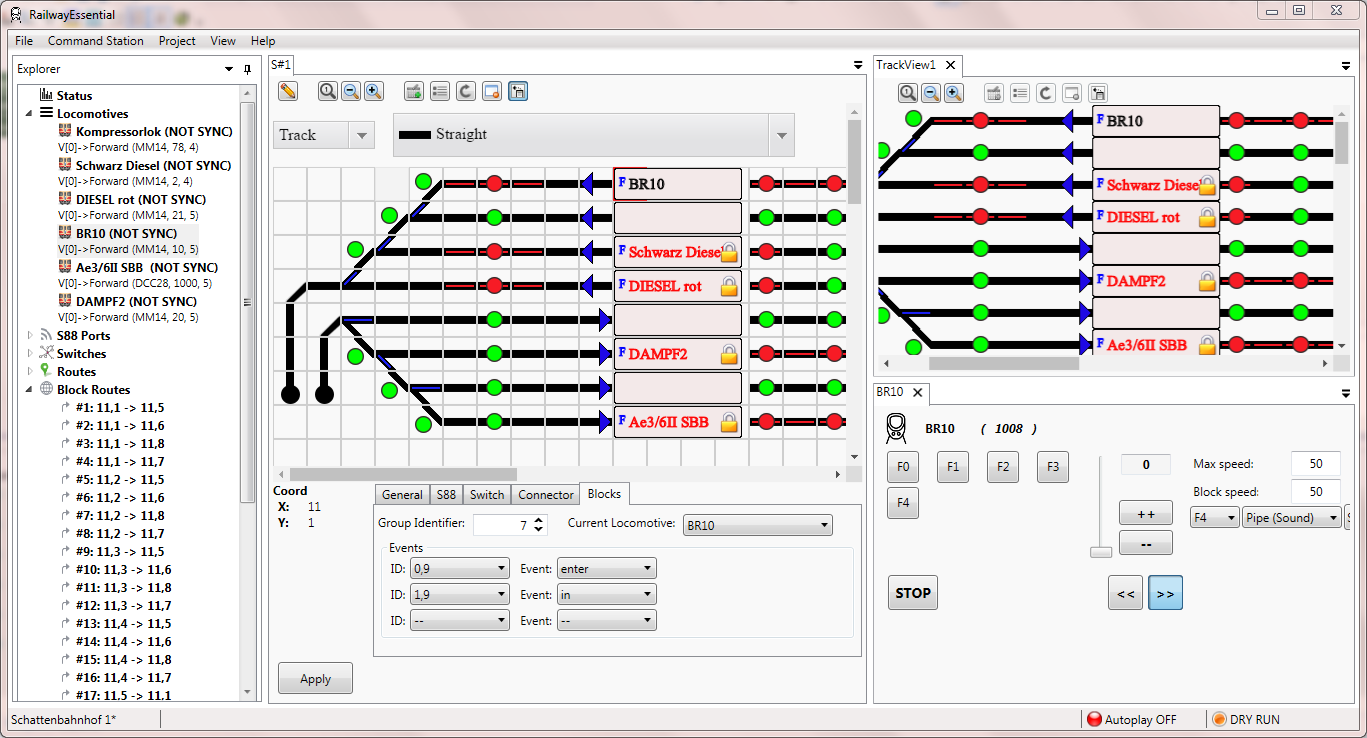 RailwayEssential
File Command Station Project View Help
Explorer
Status
Locomotives
Kompressorlok (NOT SYNC)
V[0]->Forward (MM14, 78, 4)
Schwarz Diesel (NOT SYNC)
V[0]->Forward (MM14, 2, 4)
DIESEL rot (NOT SYNC)
V[0]->Forward (MM14, 21, 5)
BR10 (NOT SYNC)
V[0]->Forward (MM14, 10, 5)
Ae3/6II SBB (NOT SYNC)
V[0]->Forward (DCC28, 1000, 5)
DAMPF2 (NOT SYNC)
V[0]->Forward (MM14, 20, 5)
S88 Ports
Switches
Routes
Block Routes
#1: 11,1 -> 11,5
#2: 11,1 -> 11,6
#3: 11,1 -> 11,8
#4: 11,1 -> 11,7
#5: 11,2 -> 11,5
#6: 11,2 -> 11,6
#7: 11,2 -> 11,8
#8: 11,2 -> 11,7
#9: 11,3 -> 11,5
#10: 11,3 -> 11,6
#11: 11,3 -> 11,8
#12: 11,3 -> 11,7
#13: 11,4 -> 11,5
#14: 11,4 -> 11,6
#15: 11,4 -> 11,8
#16: 11,4 -> 11,7
#17: 11,5 -> 11,1
S#1
Track Straight
F BR10
F Schwarz Diesel
F DIESEL rot
F DAMPF2
F Ae3/6II SBB
Coord
X: 11
Y: 1
General S88 Switch Connector Blocks
Group Identifier: 7 Current Locomotive: BR10
Events
ID: 0,9 Event: enter
ID: 1,9 Event: in
ID: -- Event: --
Apply
TrackView1
F BR10
F Schwarz Diesel
F DIESEL rot
F DAMPF2
F Ae3/6II SBB
BR10
BR10 ( 1008 )
F0 F1 F2 F3
F4
0
++
--
Max speed: 50
Block speed: 50
F4 Pipe (Sound) S
STOP << >>
Schattenbahnhof 1* Autoplay OFF DRY RUN